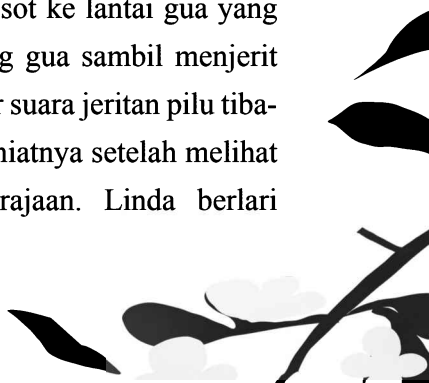 sot ke lantai gua yang
g gua sambil menjerit
r suara jeritan pilu tiba-
niatnya setelah melihat
rajaan. Linda berlari